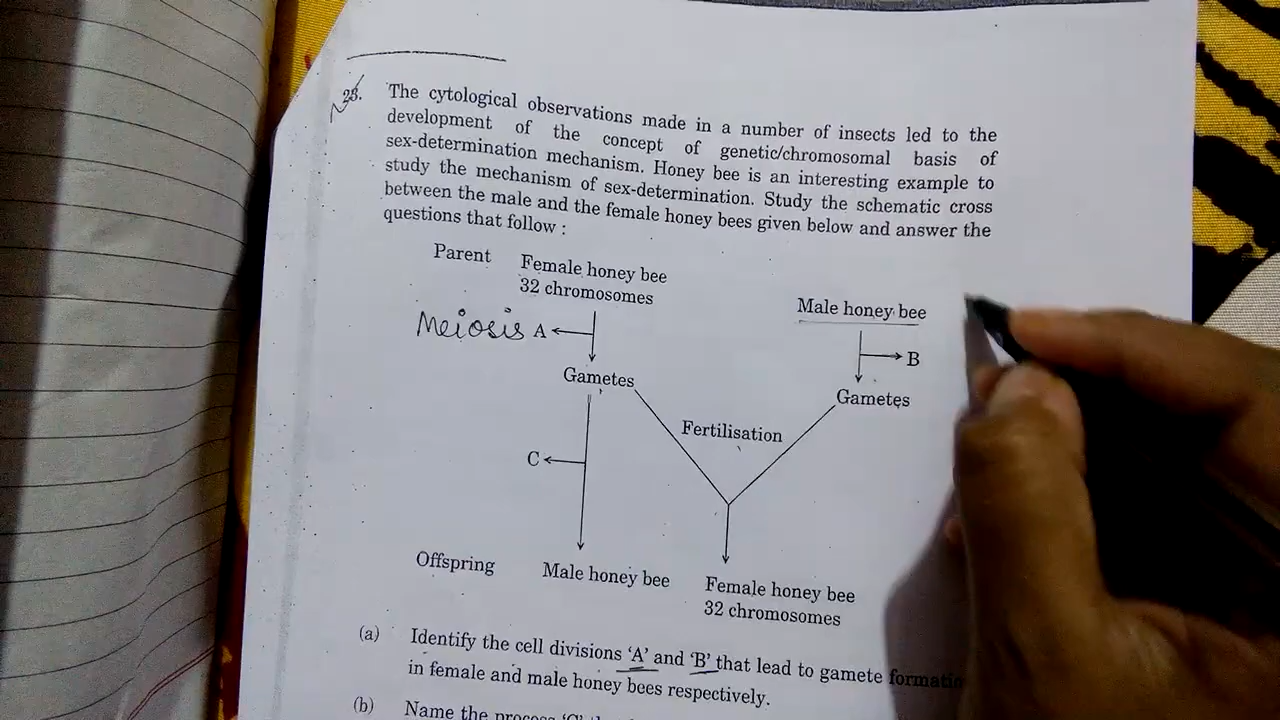 23. The cytological observations made in a number of insects led to the
development of the concept of genetic/chromosomal basis of
sex-determination mechanism. Honey bee is an interesting example to
study the mechanism of sex-determination. Study the schematic cross
between the male and the female honey bees given below and answer the
questions that follow :
Parent Female honey bee
32 chromosomes
Male honey bee
Meiosis A
B
Gametes
Gametes
Fertilisation
C
Offspring Male honey bee Female honey bee
32 chromosomes
(a) Identify the cell divisions 'A' and 'B' that lead to gamete
in female and male honey bees respectively.
(b) Name the process 'C'